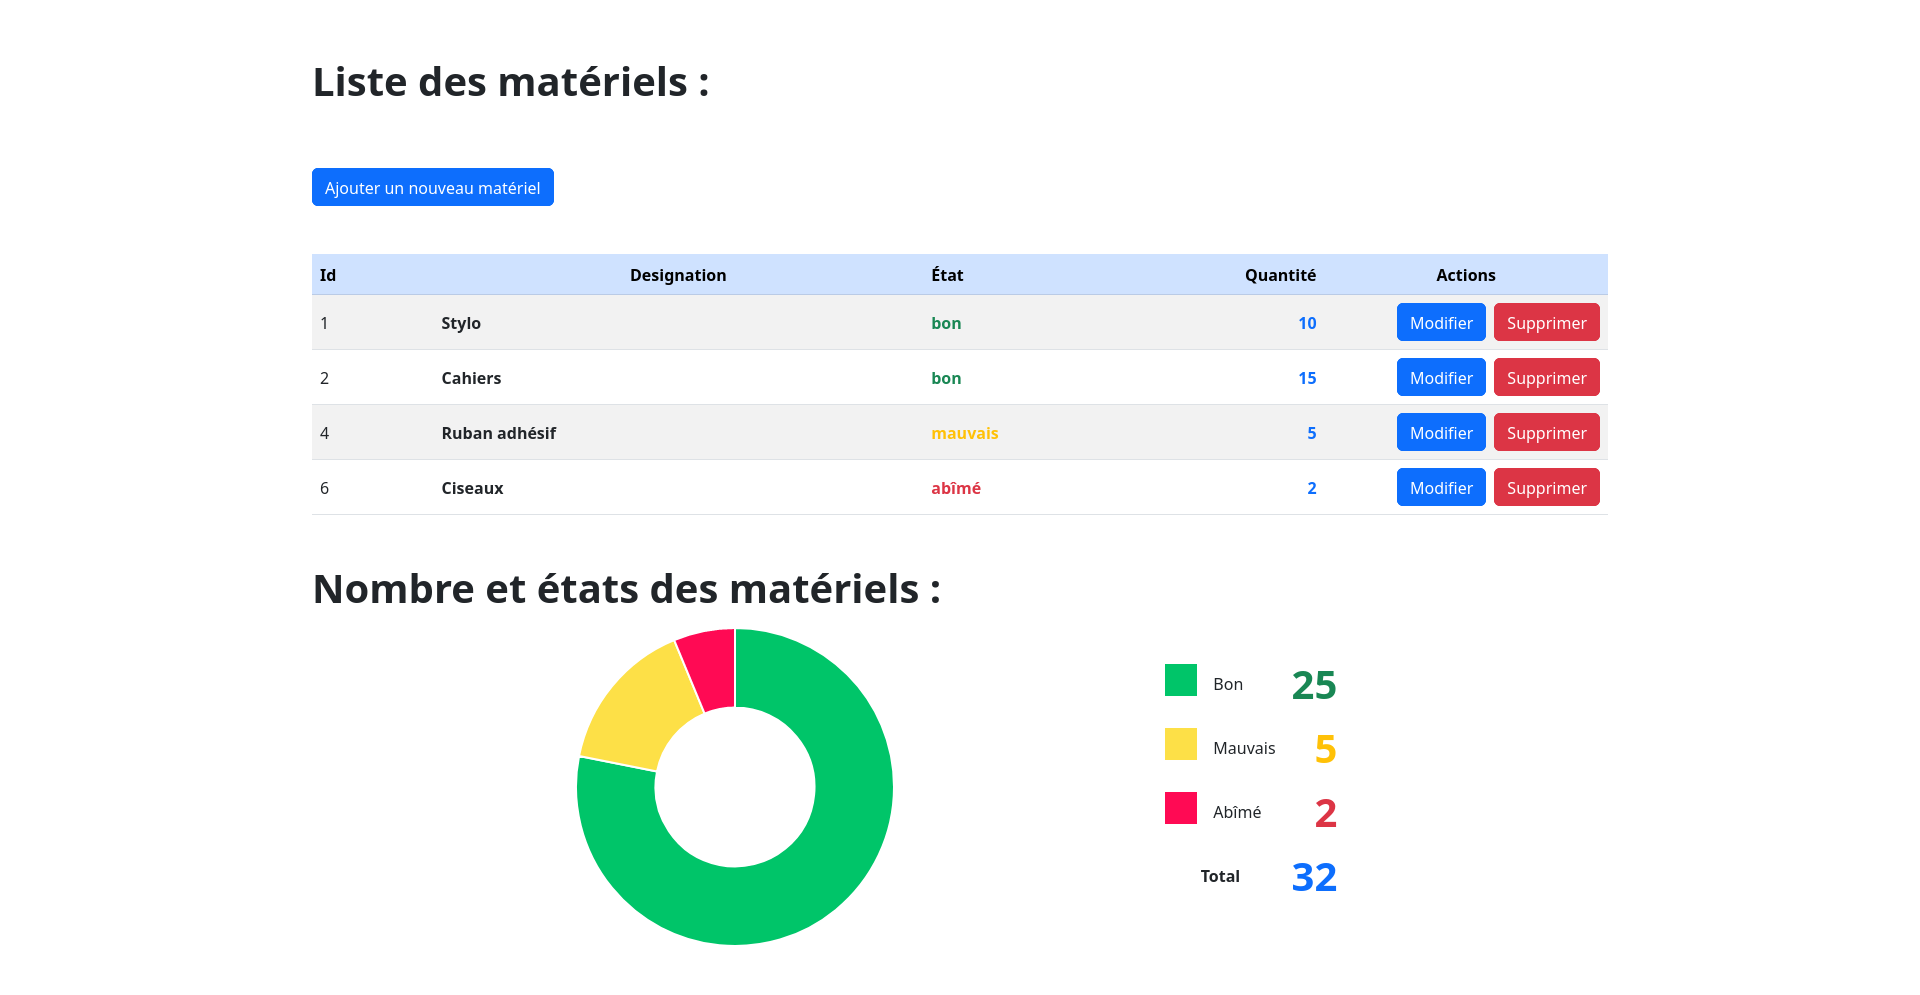 Liste des matériels :
Ajouter un nouveau matériel
Id Designation État Quantité Actions
1 Stylo bon 10 Modifier Supprimer
2 Cahiers bon 15 Modifier Supprimer
4 Ruban adhésif mauvais 5 Modifier Supprimer
6 Ciseaux abîmé 2 Modifier Supprimer
Nombre et états des matériels :
Bon 25
Mauvais 5
Abîmé 2
Total 32